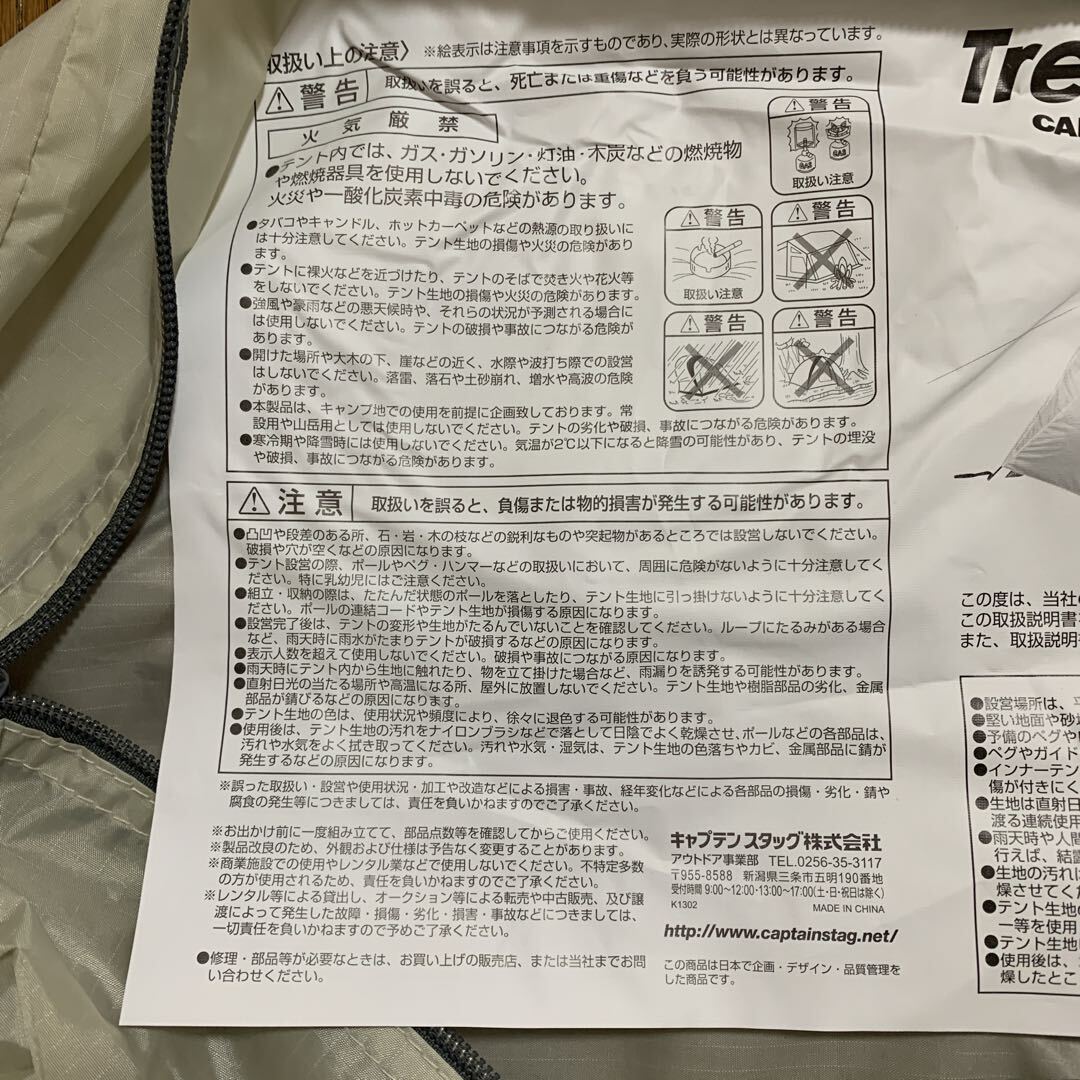 取扱い上の注意〉 ※絵表示は注意事項を示すものであり、実際の形状とは異なっています。
警告 取扱いを誤ると、死亡または重傷などを負う可能性があります。
火気厳禁
●テント内では、ガス・ガソリン・灯油・木炭などの燃焼物
や燃焼器具を使用しないでください。
火災や一酸化炭素中毒の危険があります。
●タバコやキャンドル、ホットカーペットなどの熱源の取り扱いに
は十分注意してください。テント生地の損傷や火災の危険があり
ます。
●テントに裸火などを近づけたり、テントのそばで焚き火や花火等
をしないでください。テント生地の損傷や火災の危険があります。
●強風や豪雨などの悪天候時や、それらの状況が予測される場合に
は使用しないでください。テントの破損や事故につながる危険が
あります。
●開けた場所や大木の下、崖などの近く、水際や波打ち際での設営
はしないでください。落雷、落石や土砂崩れ、増水や高波の危険
があります。
●本製品は、キャンプ地での使用を前提に企画致しております。常
設用や山岳用としては使用しないでください。テントの劣化や破損、事故につながる危険があります。
●寒冷期や降雪時には使用しないでください。気温が2℃以下になると降雪の可能性があり、テントの埋没
や破損、事故につながる危険があります。
警告
GAS GAS
取扱い注意
警告
取扱い注意
警告
警告
警告
注意 取扱いを誤ると、負傷または物的損害が発生する可能性があります。
●凸凹や段差のある所、石・岩・木の枝などの鋭利なものや突起物があるところでは設営しないでください。
破損や穴が空くなどの原因になります。
●テント設営の際、ポールやペグ・ハンマーなどの取扱いにおいて、周囲に危険がないように十分注意してく
ださい。特に乳幼児にはご注意ください。
●組立・収納の際は、たたんだ状態のポールを落としたり、テント生地に引っ掛けないように十分注意してく
ださい。ポールの連結コードやテント生地が損傷する原因になります。
●設営完了後は、テントの変形や生地がたるんでいないことを確認してください。ループにたるみがある場合
など、雨天時に雨水がたまりテントが破損するなどの原因になります。
●表示人数を超えて使用しないでください。破損や事故につながる原因になります。
●雨天時にテント内から生地に触れたり、物を立て掛けた場合など、雨漏りを誘発する可能性があります。
●直射日光の当たる場所や高温になる所、屋外に放置しないでください。テント生地や樹脂部品の劣化、金属
部品が錆びるなどの原因になります。
●テント生地の色は、使用状況や頻度により、徐々に退色する可能性があります。
●使用後は、テント生地の汚れをナイロンブラシなどで落として日陰でよく乾燥させ、ポールなどの各部品は、
汚れや水気をよく拭き取ってください。汚れや水気・湿気は、テント生地の色落ちやカビ、金属部品に錆が
発生するなどの原因になります。
※誤った取扱い・設営や使用状況・加工や改造などによる損害・事故、経年変化などによる各部品の損傷・劣化・錆や
腐食の発生等につきましては、責任を負いかねますのでご了承ください。
※お出かけ前に一度組み立てて、部品点数等を確認してからご使用ください。
※製品改良のため、外観および仕様は予告なく変更することがあります。
※商業施設での使用やレンタル業などで使用しないでください。不特定多数
の方が使用されるため、責任を負いかねますのでご了承ください。
※レンタル等による貸出し、オークション等による転売や中古販売、及び譲
渡によって発生した故障・損傷・劣化・損害・事故などにつきましては、
一切責任を負いかねますので予めご了承ください。
●修理・部品等が必要なときは、お買い上げの販売店、または当社までお問
い合わせください。
キャプテンスタッグ株式会社
アウトドア事業部 TEL.0256-35-3117
〒955-8588 新潟県三条市五明190番地
受付時間 9:00〜12:00・13:00〜17:00(土・日・祝日は除く)
K1302 MADE IN CHINA
http://www.captainstag.net/
この商品は日本で企画・デザイン・品質管理を
した商品です。
Tre
CA
この度は、当社の
この取扱説明書
また、取扱説明
●設営場所は、
●堅い地面や砂
●予備のペグや
●ペグやガイド
●インナーテン
傷が付きにく
●生地は直射日
渡る連続使用
●雨天時や人間
行えば、結露
●生地の汚れは
燥させてくだ
●テント生地の
一等を使用
●テント生地
●使用後は、
燥したとこ